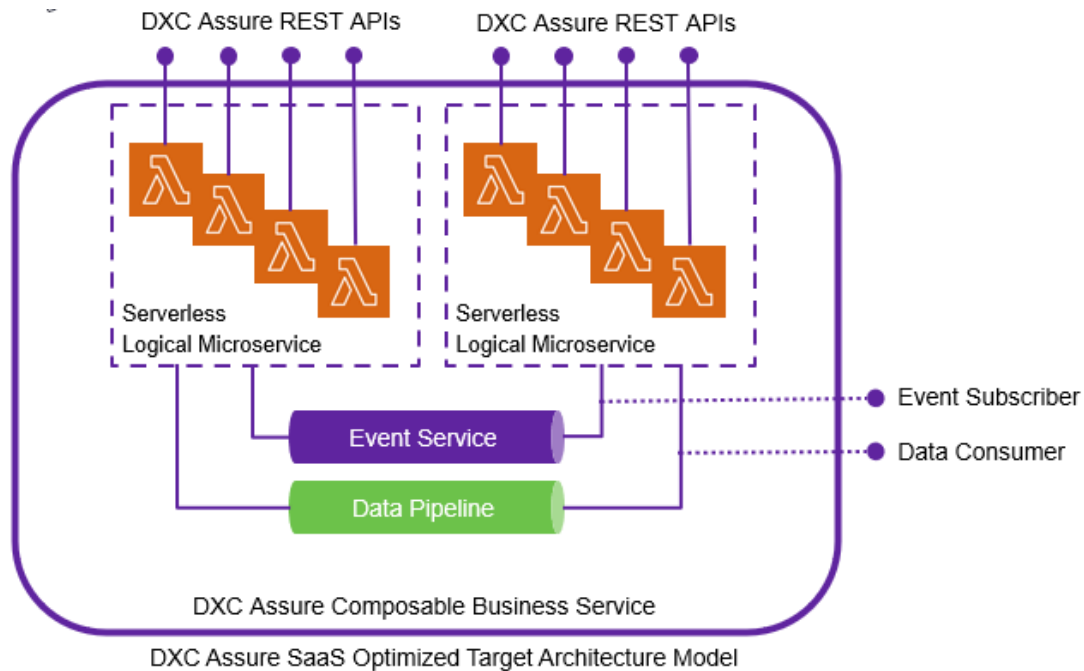 DXC Assure REST APIs
DXC Assure REST APIs
Serverless
Logical Microservice
Serverless
Logical Microservice
Event Subscriber
Event Service
Data Consumer
Data Pipeline
DXC Assure Composable Business Service
DXC Assure SaaS Optimized Target Architecture Model